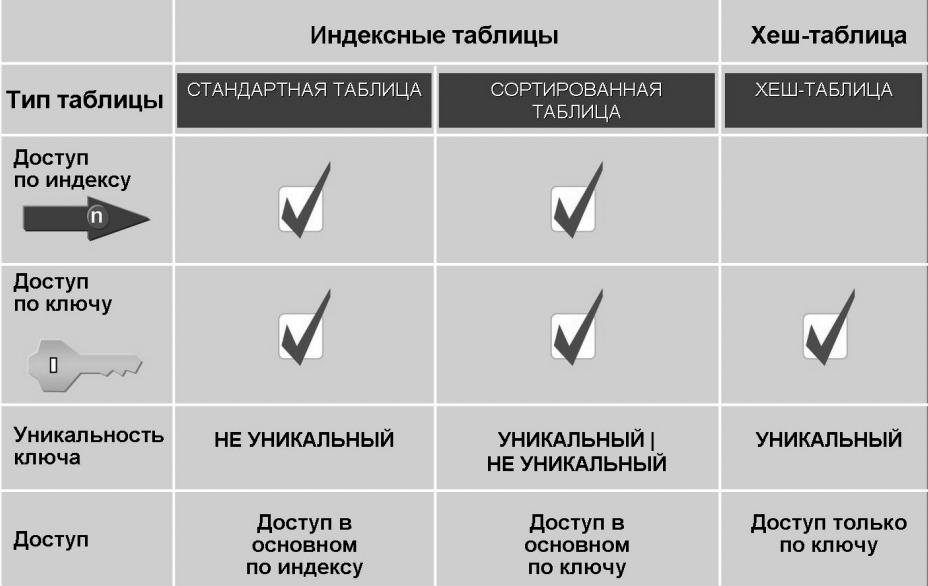 Индексные таблицы
Хеш-таблица
Тип таблицы
СТАНДАРТНАЯ ТАБЛИЦА
СОРТИРОВАННАЯ
ТАБЛИЦА
ХЕШ-ТАБЛИЦА
Доступ
по индексу
n
Доступ
по ключу
Уникальность
ключа
НЕ УНИКАЛЬНЫЙ
УНИКАЛЬНЫЙ |
НЕ УНИКАЛЬНЫЙ
УНИКАЛЬНЫЙ
Доступ
Доступ в
основном
по индексу
Доступ в
основном
по ключу
Доступ только
по ключу